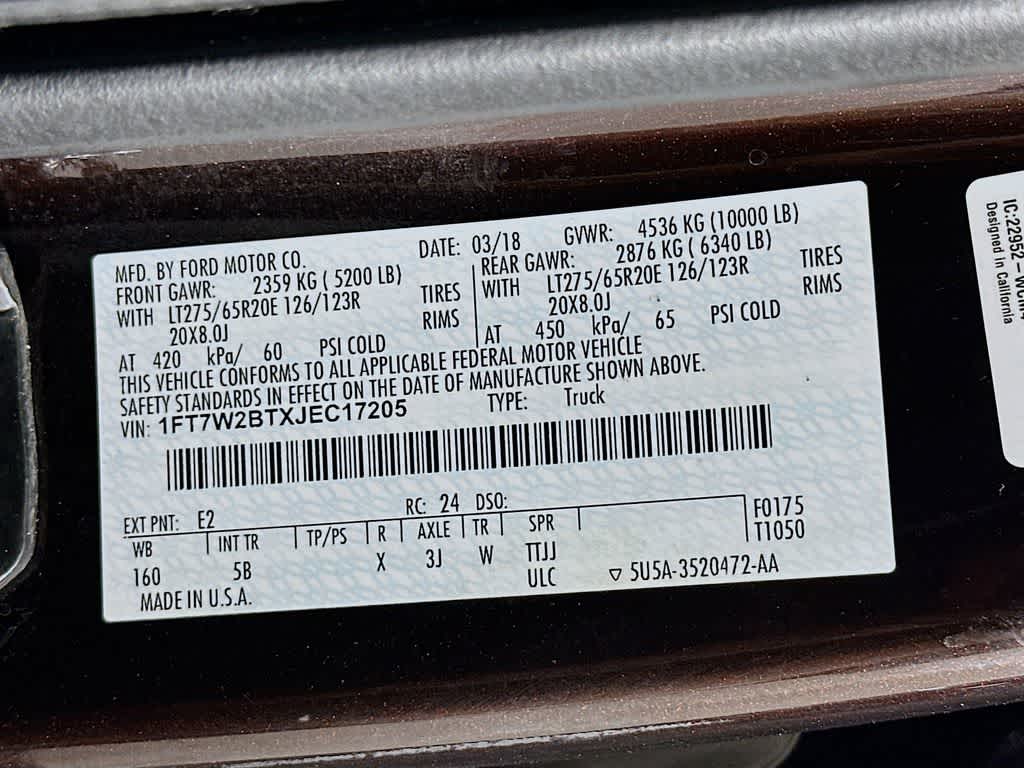 MFD. BY FORD MOTOR CO.
DATE: 03/18 GVWR: 4536 KG (10000 LB)
FRONT GAWR: 2359 KG ( 5200 LB)
WITH LT275/65R20E 126/123R TIRES
20X8.0J RIMS
AT 420 kPa/ 60 PSI COLD
REAR GAWR: 2876 KG ( 6340 LB)
WITH LT275/65R20E 126/123R TIRES
20X8.0J RIMS
AT 450 kPa/ 65 PSI COLD
THIS VEHICLE CONFORMS TO ALL APPLICABLE FEDERAL MOTOR VEHICLE
SAFETY STANDARDS IN EFFECT ON THE DATE OF MANUFACTURE SHOWN ABOVE.
VIN: 1FT7W2BTXJEC17205 TYPE: Truck
EXT PNT: E2 RC: 24 DSO:
WB INT TR TP/PS R AXLE TR SPR F0175
160 5B X 3J W TTJJ T1050
ULC ▽ 5U5A-3520472-AA
MADE IN U.S.A.
Designed in California